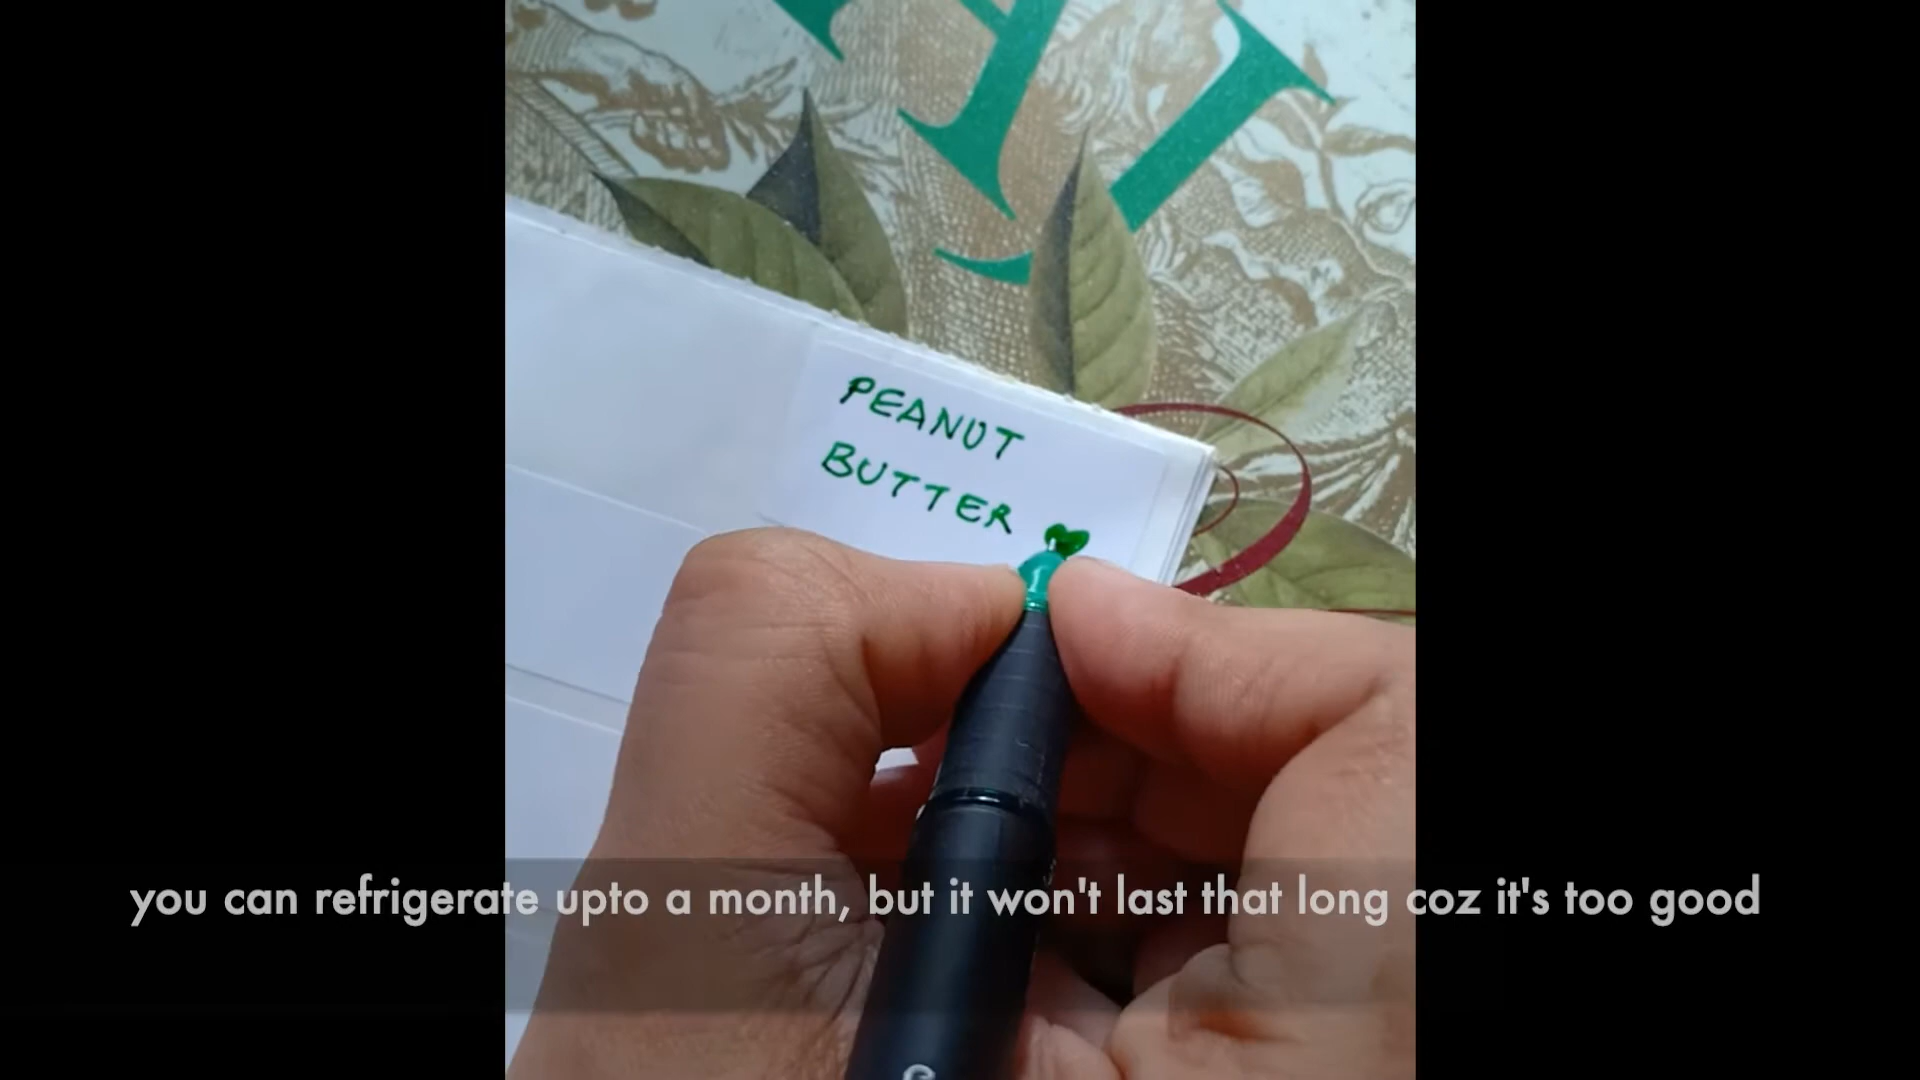 PEANUT
BUTTER
you can refrigerate upto a month, but it won't last that long coz it's too good